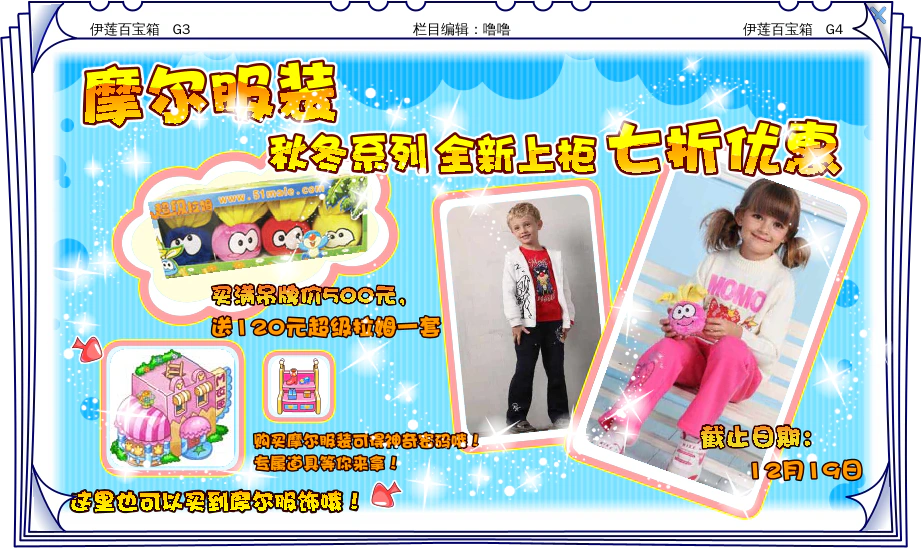 伊莲百宝箱 G3
栏目编辑：噜噜
伊莲百宝箱 G4
摩尔服装
秋冬系列 全新上柜 七折优惠
超级拉姆 www.51mole.com
买满吊牌价500元，
送120元超级拉姆一套
MOMO
购买摩尔服装可得神奇密码哦！
专属道具等你来拿！
截止日期：
12月19日
这里也可以买到摩尔服饰哦！